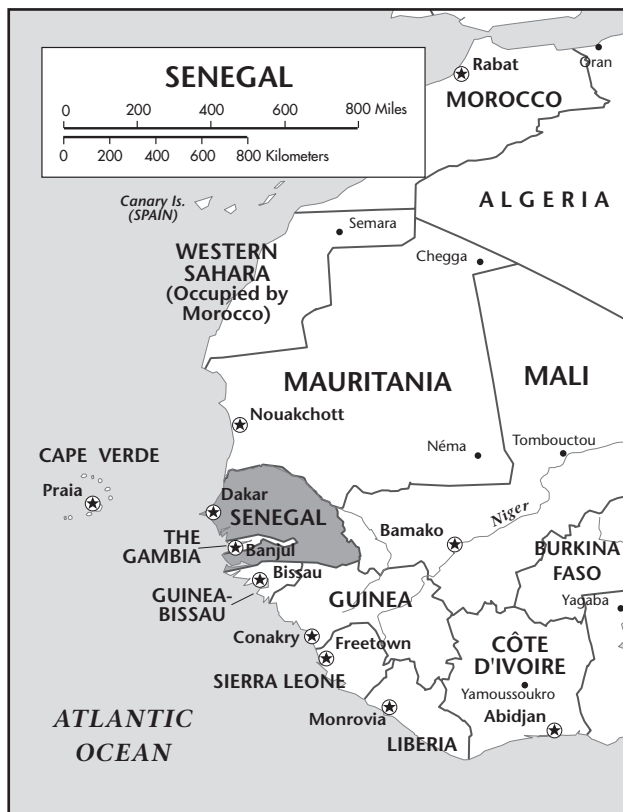 SENEGAL
0 200 400 600 800 Miles
0 200 400 600 800 Kilometers
Rabat
Oran
MOROCCO
Canary Is.
(SPAIN)
ALGERIA
Semara
WESTERN
SAHARA
(Occupied by
Morocco)
Chegga
MAURITANIA
MALI
Nouakchott
Néma
Tombouctou
CAPE VERDE
Praia
Dakar
SENEGAL
Niger
Bamako
THE
GAMBIA
Banjul
BURKINA
FASO
Bissau
GUINEA-
BISSAU
GUINEA
Yagaba
Conakry
Freetown
CÔTE
D'IVOIRE
SIERRA LEONE
Yamoussoukro
Abidjan
Monrovia
LIBERIA
ATLANTIC
OCEAN